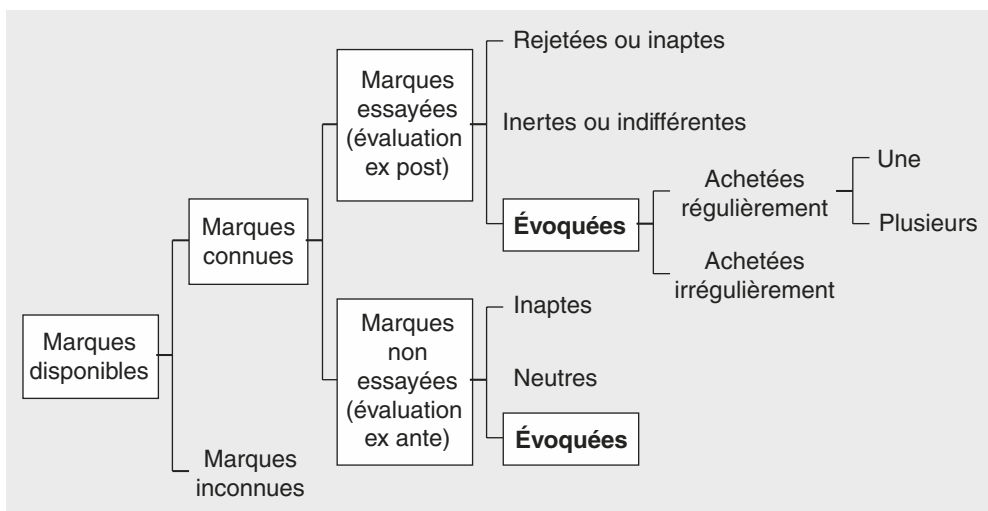 Rejetées ou inaptes
Marques
essayées
(évaluation
ex post)
Inertes ou indifférentes
Évoquées
Achetées
régulièrement
Une
Plusieurs
Achetées
irrégulièrement
Marques
connues
Marques
disponibles
Marques
non
essayées
(évaluation
ex ante)
Inaptes
Neutres
Évoquées
Marques
inconnues